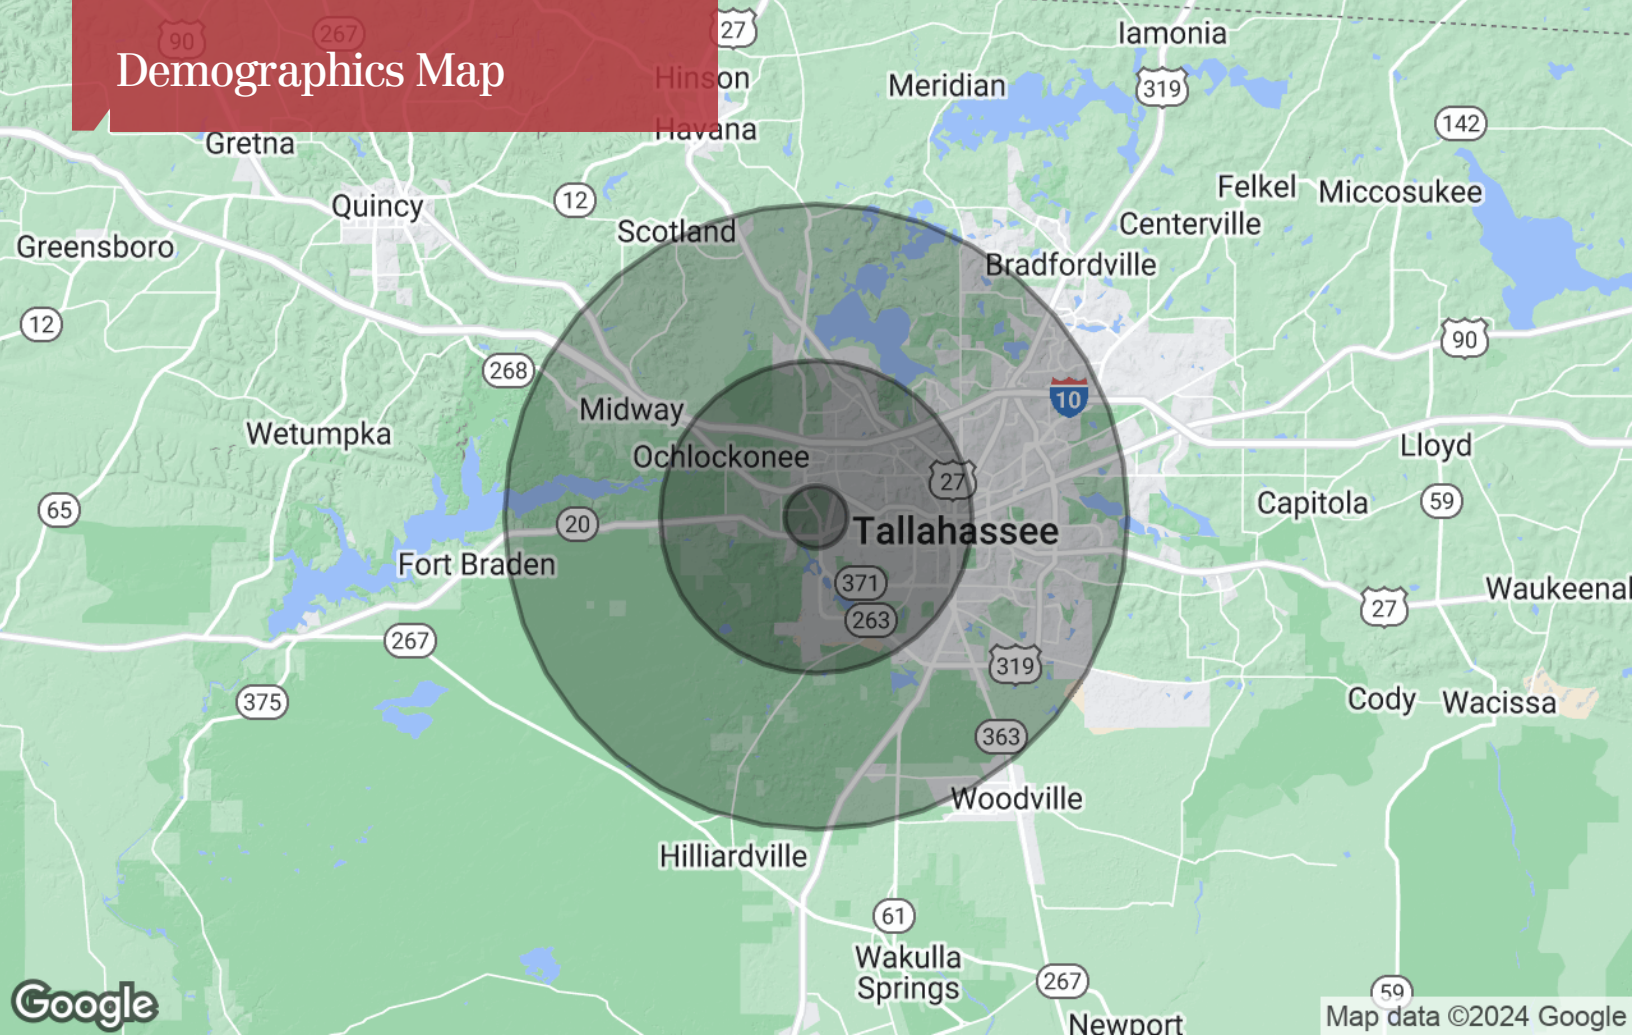 Demographics Map
90
267
27
Iamonia
Hinson
Meridian
319
Havana
142
Gretna
Quincy
12
Felkel
Miccosukee
Scotland
Centerville
Greensboro
Bradfordville
12
90
268
10
Midway
Wetumpka
Lloyd
Ochlockonee
27
65
Capitola
59
20
Tallahassee
Fort Braden
371
Waukeenah
27
263
267
319
375
Cody
Wacissa
363
Woodville
Hilliardville
61
Wakulla
Springs
267
59
Google
Map data ©2024 Google
Newport